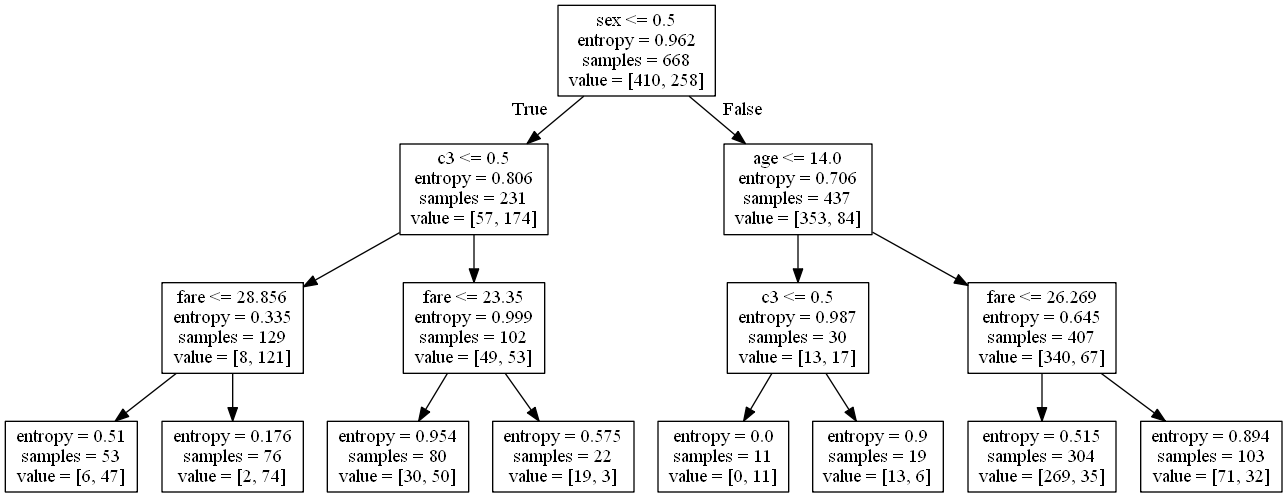 sex <= 0.5
entropy = 0.962
samples = 668
value = [410, 258]
True
False
c3 <= 0.5
entropy = 0.806
samples = 231
value = [57, 174]
age <= 14.0
entropy = 0.706
samples = 437
value = [353, 84]
fare <= 28.856
entropy = 0.335
samples = 129
value = [8, 121]
fare <= 23.35
entropy = 0.999
samples = 102
value = [49, 53]
c3 <= 0.5
entropy = 0.987
samples = 30
value = [13, 17]
fare <= 26.269
entropy = 0.645
samples = 407
value = [340, 67]
entropy = 0.51
samples = 53
value = [6, 47]
entropy = 0.176
samples = 76
value = [2, 74]
entropy = 0.954
samples = 80
value = [30, 50]
entropy = 0.575
samples = 22
value = [19, 3]
entropy = 0.0
samples = 11
value = [0, 11]
entropy = 0.9
samples = 19
value = [13, 6]
entropy = 0.515
samples = 304
value = [269, 35]
entropy = 0.894
samples = 103
value = [71, 32]